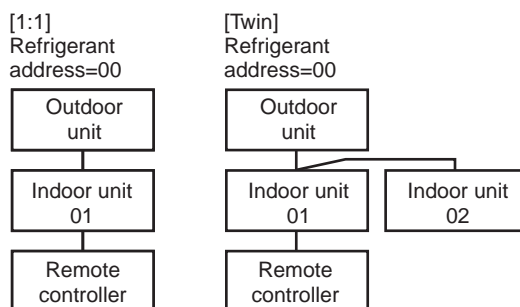 [1:1]
Refrigerant
address=00
Outdoor
unit
Indoor unit
01
Remote
controller
[Twin]
Refrigerant
address=00
Outdoor
unit
Indoor unit
01
Indoor unit
02
Remote
controller